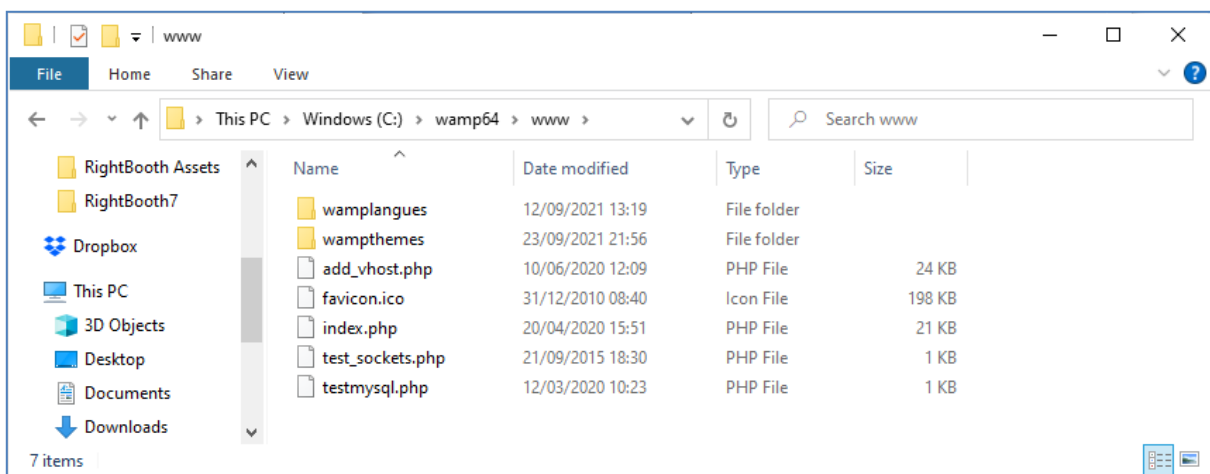 www
File Home Share View
This PC Windows (C:) wamp64 www
Search www
RightBooth Assets
RightBooth7
Dropbox
This PC
3D Objects
Desktop
Documents
Downloads
Name Date modified Type Size
wamplangues 12/09/2021 13:19 File folder
wampthemes 23/09/2021 21:56 File folder
add_vhost.php 10/06/2020 12:09 PHP File 24 KB
favicon.ico 31/12/2010 08:40 Icon File 198 KB
index.php 20/04/2020 15:51 PHP File 21 KB
test_sockets.php 21/09/2015 18:30 PHP File 1 KB
testmysql.php 12/03/2020 10:23 PHP File 1 KB
7 items